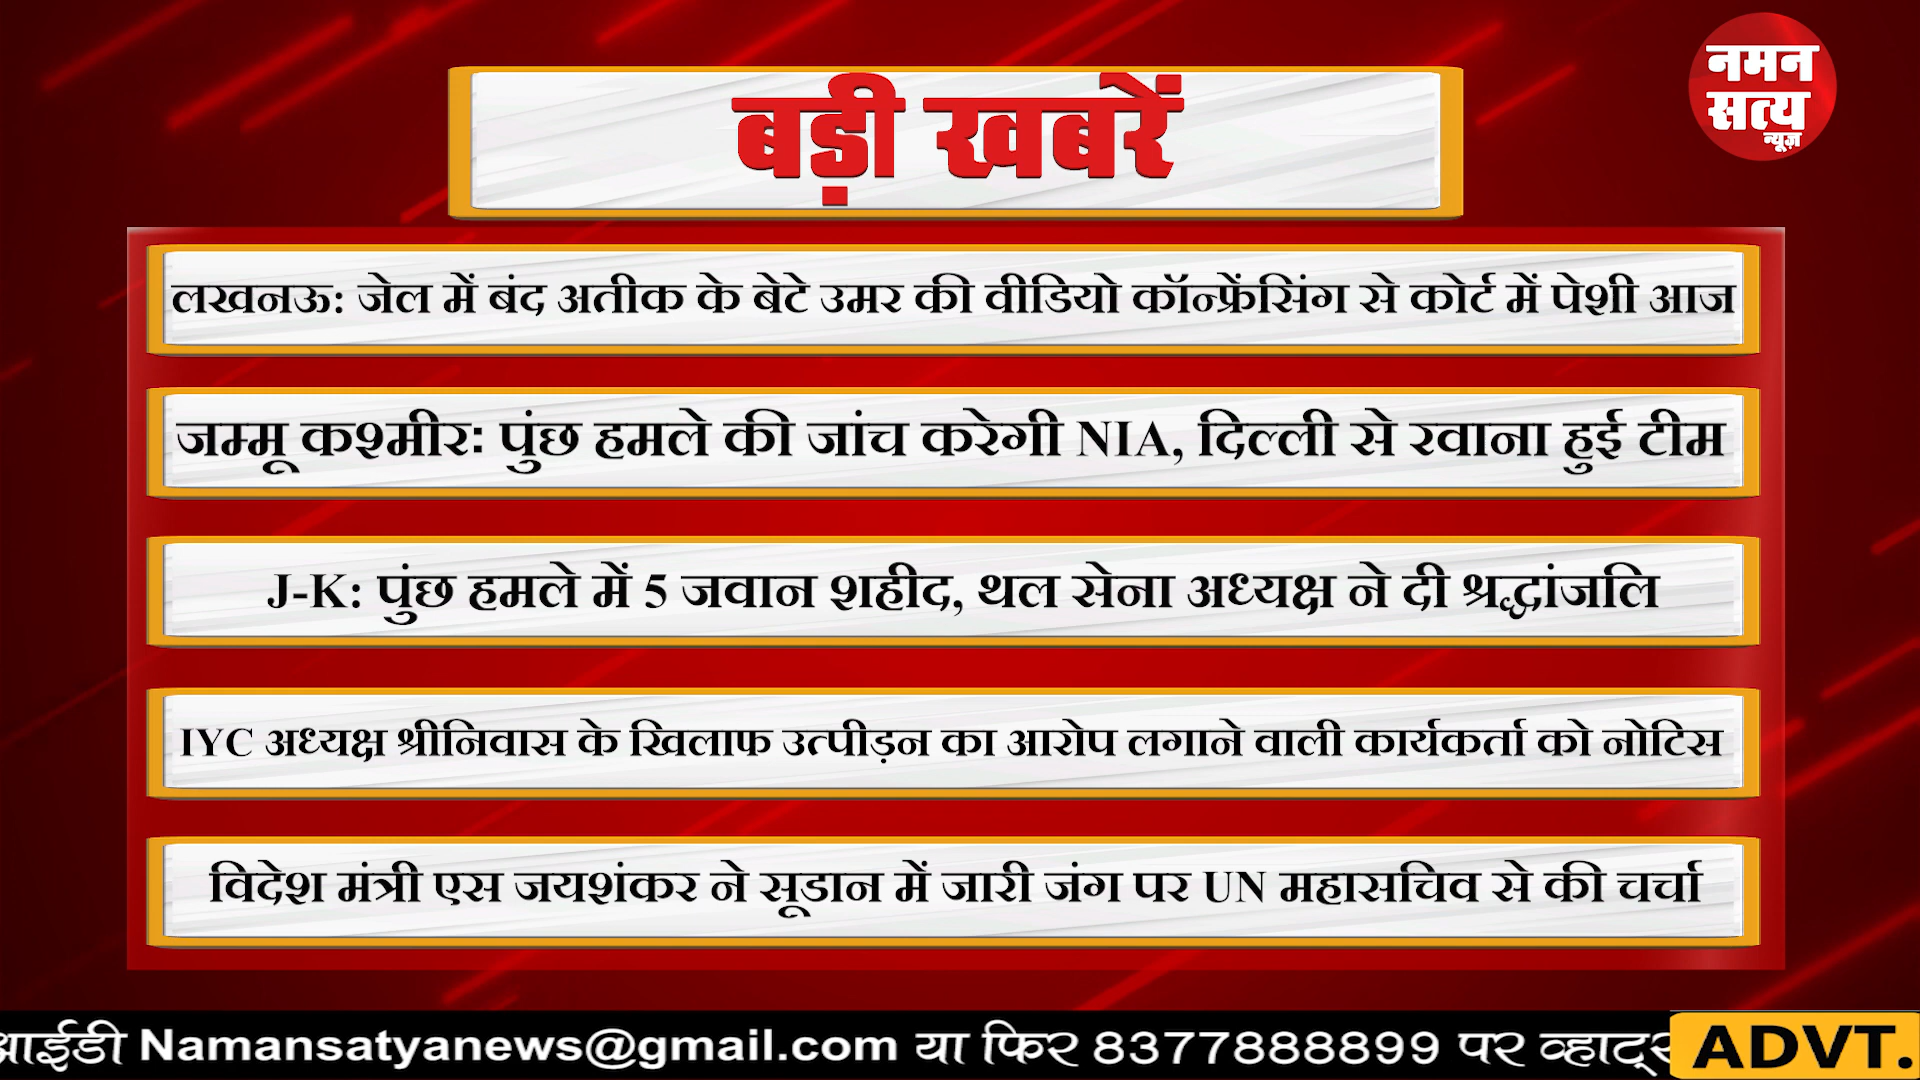 नमन
सत्य
न्यूज़
बड़ी खबरें
लखनऊ: जेल में बंद अतीक के बेटे उमर की वीडियो कॉन्फ्रेंसिंग से कोर्ट में पेशी आज
जम्मू कश्मीर: पुंछ हमले की जांच करेगी NIA, दिल्ली से रवाना हुई टीम
J-K: पुंछ हमले में 5 जवान शहीद, थल सेना अध्यक्ष ने दी श्रद्धांजलि
IYC अध्यक्ष श्रीनिवास के खिलाफ उत्पीड़न का आरोप लगाने वाली कार्यकर्ता को नोटिस
विदेश मंत्री एस जयशंकर ने सूडान में जारी जंग पर UN महासचिव से की चर्चा
आईडी Namansatyanews@gmail.com या फिर 8377888899 पर ADVT.